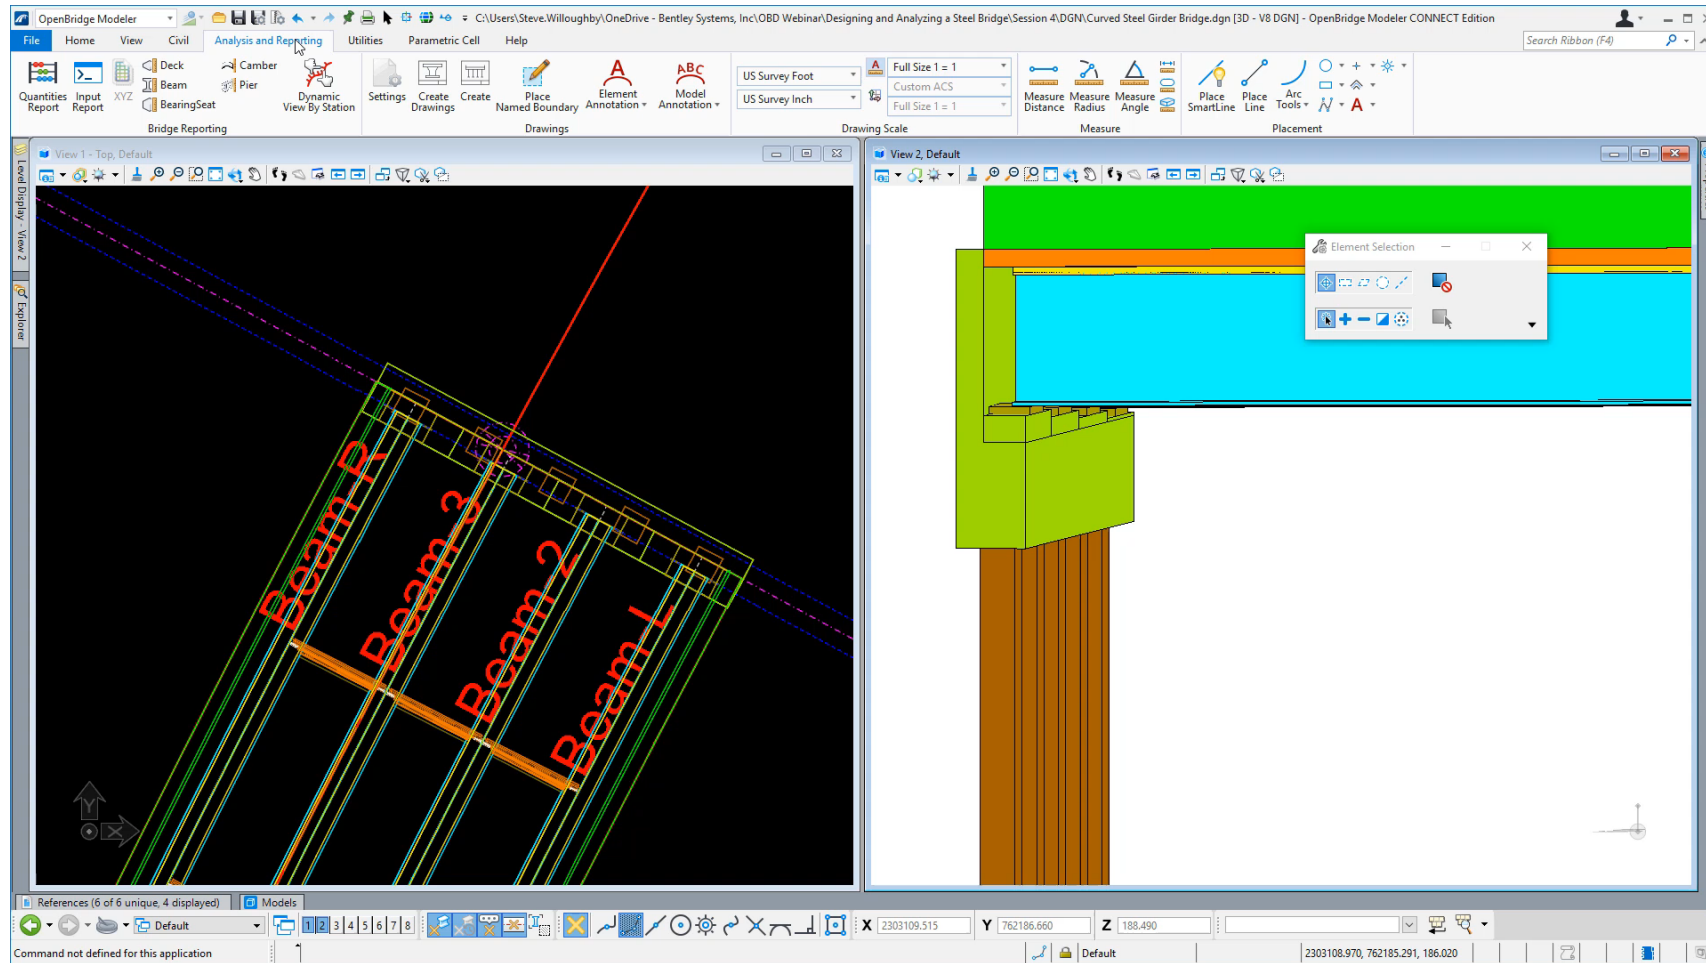 OpenBridge Modeler
C:\Users\Steve.Willoughby\OneDrive - Bentley Systems, Inc\OBD Webinar\Designing and Analyzing a Steel Bridge\Session 4\DGN\Curved Steel Girder Bridge.dgn [3D - V8 DGN] - OpenBridge Modeler CONNECT Edition
File Home View Civil Analysis and Reporting Utilities Parametric Cell Help
Search Ribbon (F4)
Quantities Report
Input Report
XYZ
Deck
Beam
BearingSeat
Camber
Pier
Dynamic View By Station
Bridge Reporting
Settings
Create Drawings
Create
Place Named Boundary
A
Element Annotation
ABC
Model Annotation
Drawings
US Survey Foot
US Survey Inch
A
Full Size 1 = 1
Custom ACS
Full Size 1 = 1
Drawing Scale
Measure Distance
Measure Radius
Measure Angle
Measure
Place SmartLine
Place Line
Arc Tools
A
Placement
View 1 - Top, Default
View 2, Default
Level Display - View 2
Explorer
Element Selection
Beam-R
Beam-3
Beam-2
Beam-L
Y
X
References (6 of 6 unique, 4 displayed)
Models
Default
1 2 3 4 5 6 7 8
X 2303109.515
Y 762186.660
Z 188.490
Command not defined for this application
Default
2303108.970, 762185.291, 186.020